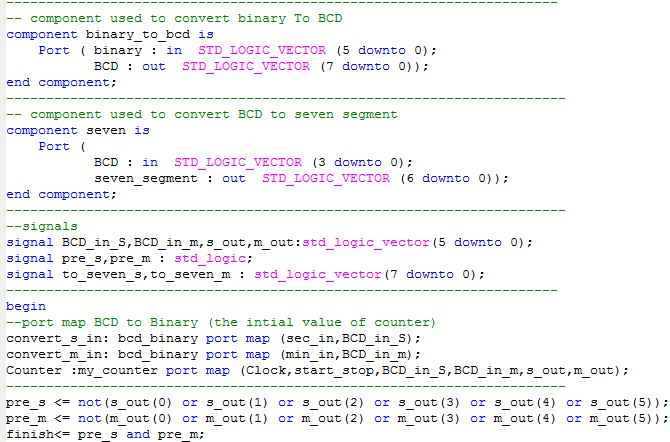 -- component used to convert binary To BCD
component binary_to_bcd is
Port ( binary : in STD_LOGIC_VECTOR (5 downto 0);
BCD : out STD_LOGIC_VECTOR (7 downto 0));
end component;
-- component used to convert BCD to seven segment
component seven is
Port (
BCD : in STD_LOGIC_VECTOR (3 downto 0);
seven_segment : out STD_LOGIC_VECTOR (6 downto 0));
end component;
--signals
signal BCD_in_S,BCD_in_m,s_out,m_out:std_logic_vector(5 downto 0);
signal pre_s,pre_m : std_logic;
signal to_seven_s,to_seven_m : std_logic_vector(7 downto 0);
begin
--port map BCD to Binary (the intial value of counter)
convert_s_in: bcd_binary port map (sec_in,BCD_in_S);
convert_m_in: bcd_binary port map (min_in,BCD_in_m);
Counter :my_counter port map (Clock,start_stop,BCD_in_S,BCD_in_m,s_out,m_out);
pre_s <= not(s_out(0) or s_out(1) or s_out(2) or s_out(3) or s_out(4) or s_out(5));
pre_m <= not(m_out(0) or m_out(1) or m_out(2) or m_out(3) or m_out(4) or m_out(5));
finish<= pre_s and pre_m;